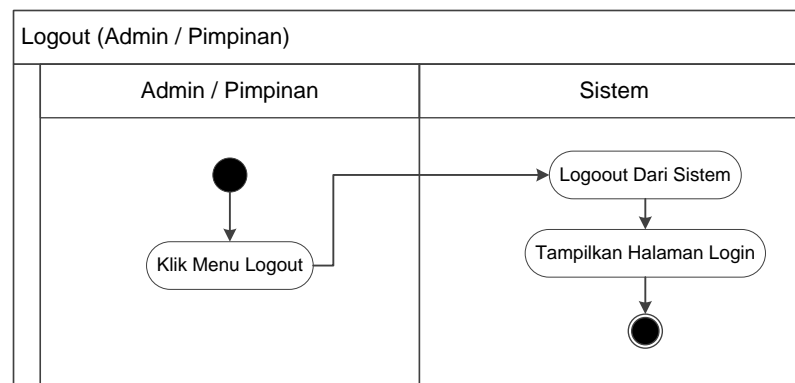 Logout (Admin / Pimpinan)
Admin / Pimpinan
Sistem
Logoout Dari Sistem
Klik Menu Logout
Tampilkan Halaman Login